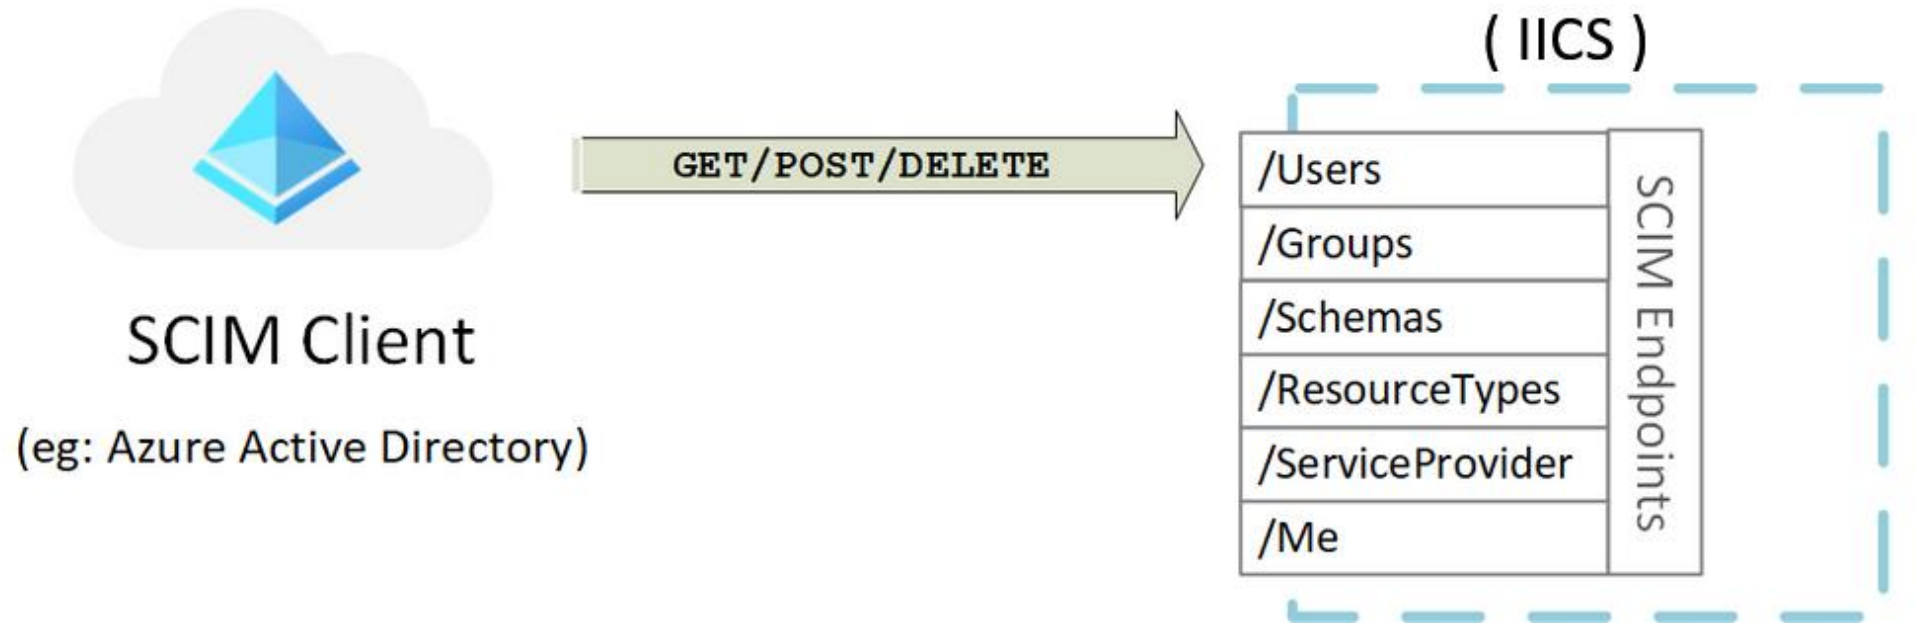 ( IICS )
GET/POST/DELETE
/Users
/Groups
/Schemas
/ResourceTypes
/ServiceProvider
/Me
SCIM Endpoints
SCIM Client
(eg: Azure Active Directory)